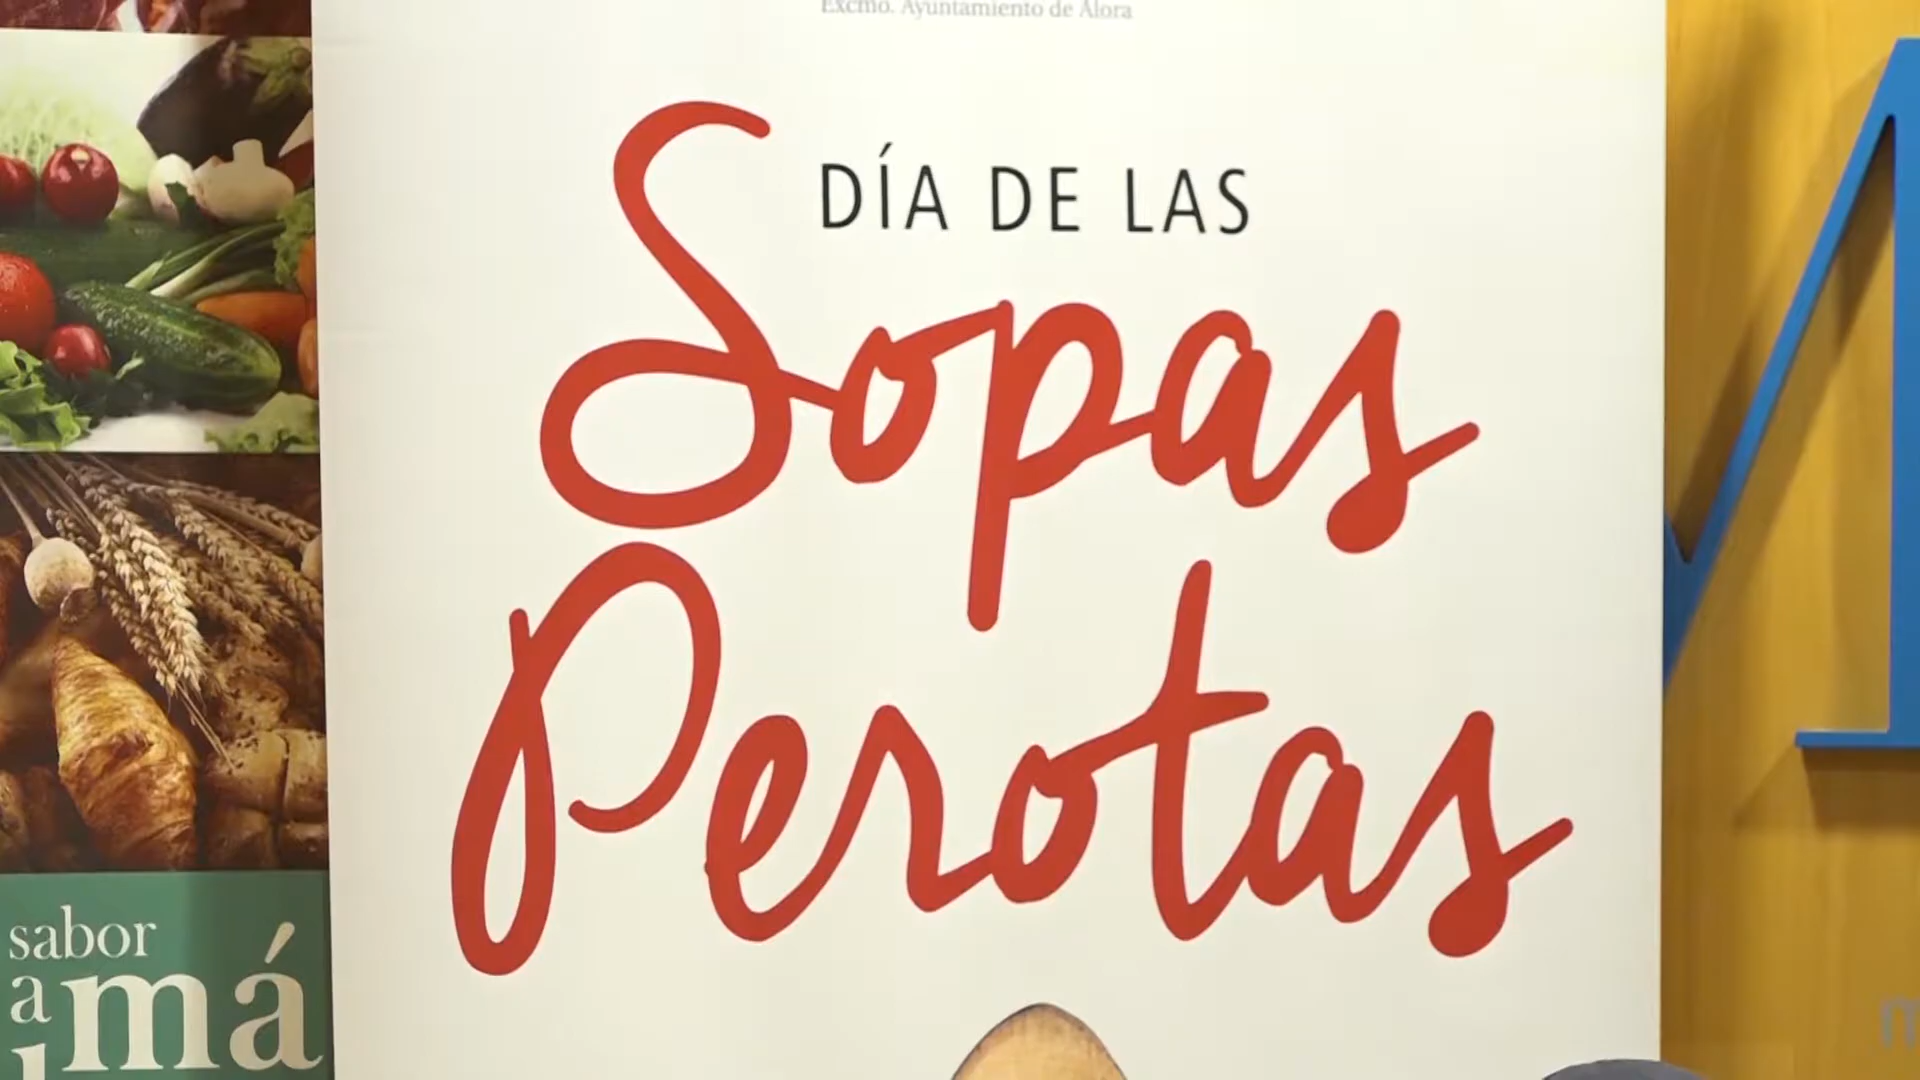 Excmo. Ayuntamiento de Álora
DÍA DE LAS
Sopas
Perotas
sabor
a má